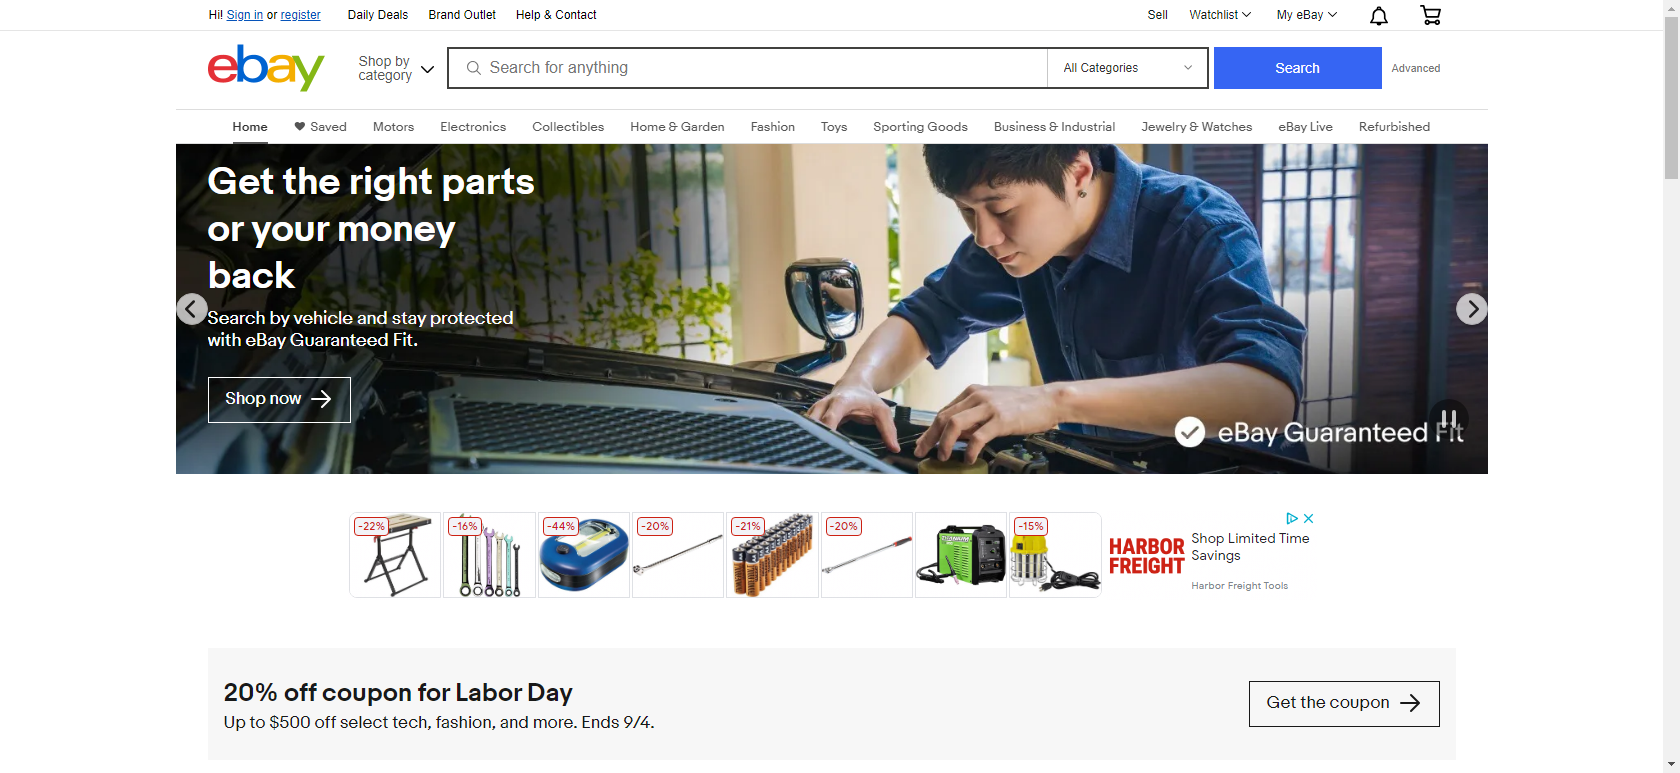 Hi! Sign in or register Daily Deals Brand Outlet Help & Contact Sell Watchlist My eBay
ebay
Shop by
category
Search for anything All Categories Search Advanced
Home Saved Motors Electronics Collectibles Home & Garden Fashion Toys Sporting Goods Business & Industrial Jewelry & Watches eBay Live Refurbished
Get the right parts
or your money
back
Search by vehicle and stay protected
with eBay Guaranteed Fit.
Shop now
eBay Guaranteed Fit
-22% -16% -44% -20% -21% -20% -15%
HARBOR
FREIGHT
Shop Limited Time
Savings
Harbor Freight Tools
20% off coupon for Labor Day
Up to $500 off select tech, fashion, and more. Ends 9/4.
Get the coupon